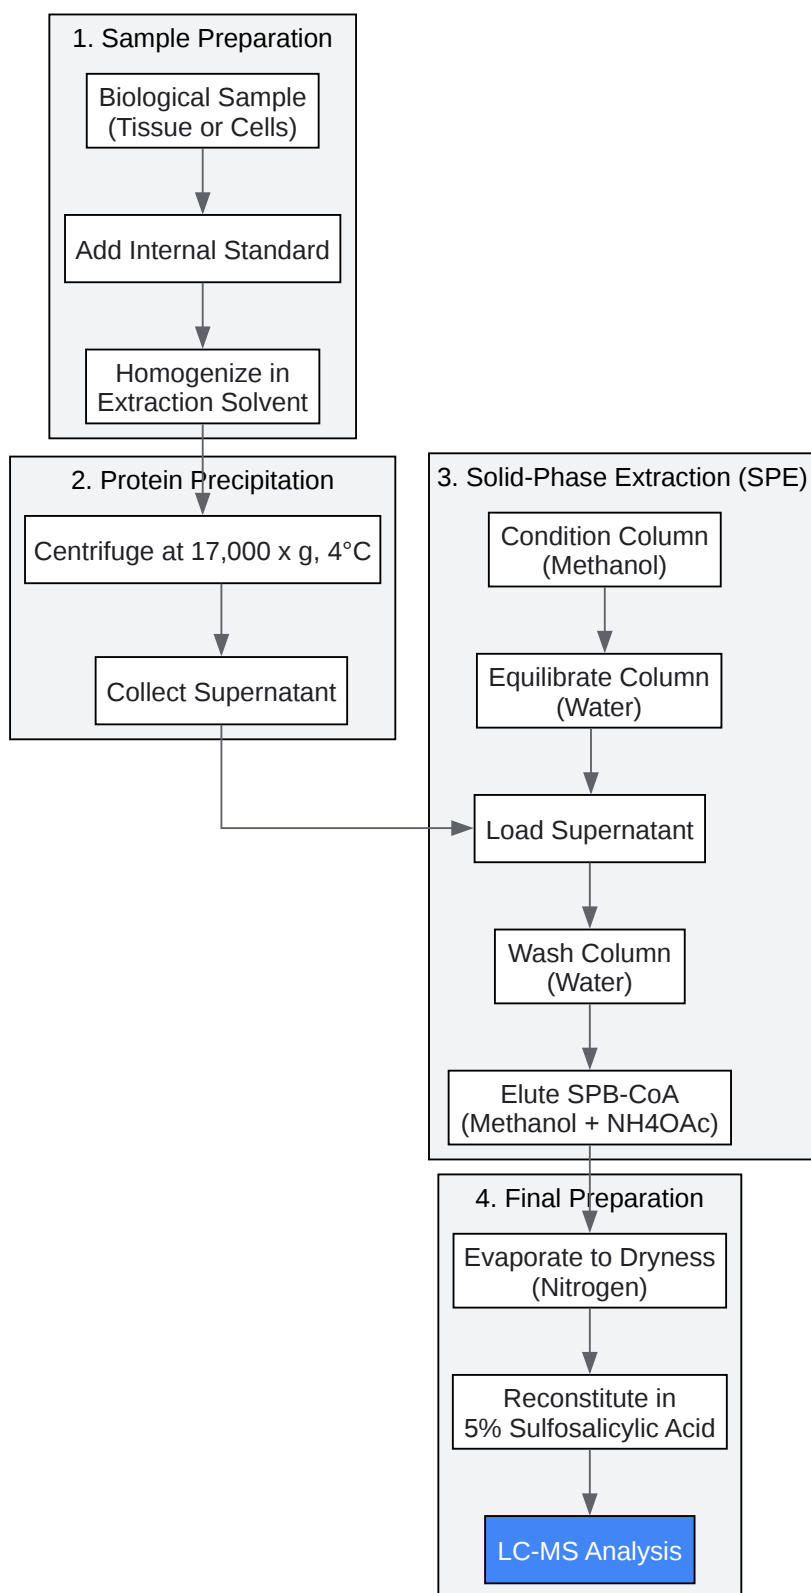 1. Sample Preparation
Biological Sample
(Tissue or Cells)
Add Internal Standard
Homogenize in
Extraction Solvent
2. Protein Precipitation
Centrifuge at 17,000 x g, 4°C
Collect Supernatant
3. Solid-Phase Extraction (SPE)
Condition Column
(Methanol)
Equilibrate Column
(Water)
Load Supernatant
Wash Column
(Water)
Elute SPB-CoA
(Methanol + NH4OAc)
4. Final Preparation
Evaporate to Dryness
(Nitrogen)
Reconstitute in
5% Sulfosalicylic Acid
LC-MS Analysis